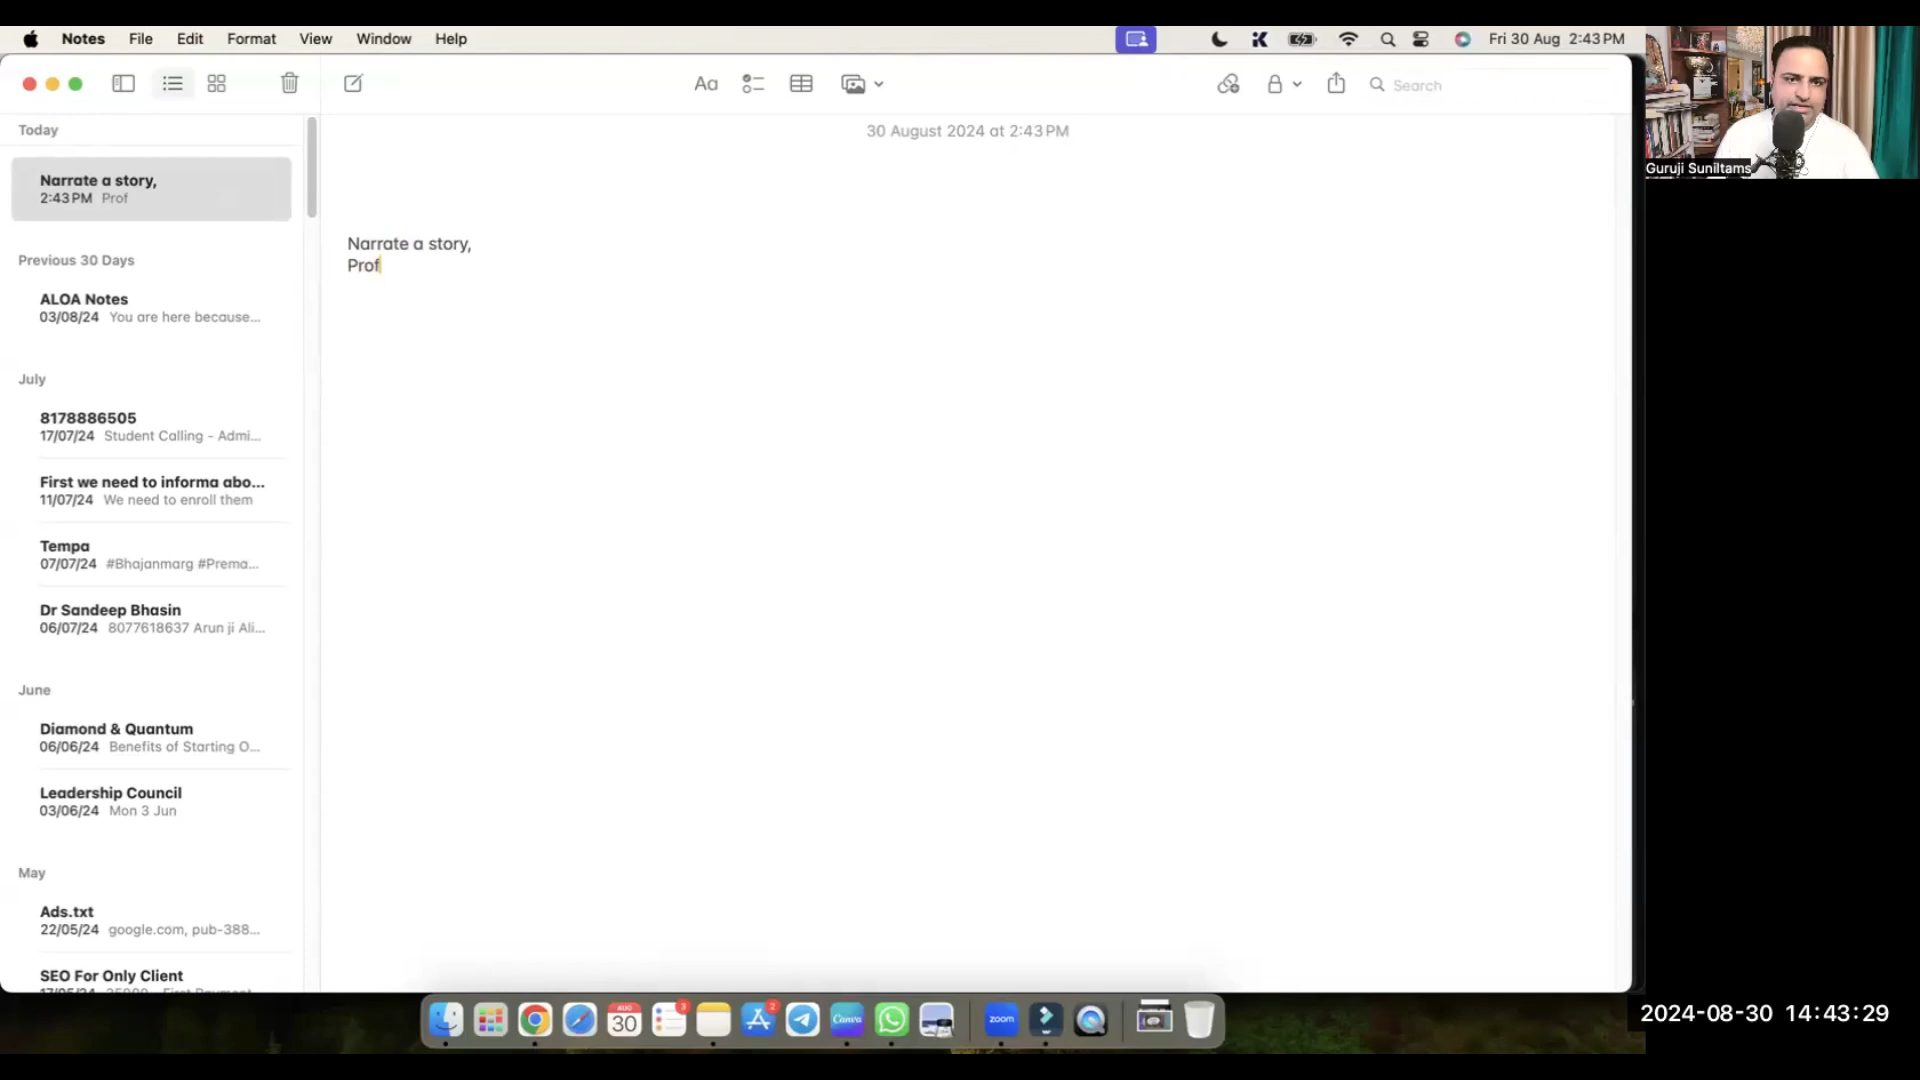 Notes File Edit Format View Window Help
Fri 30 Aug 2:43 PM
Aa
Search
Today
Narrate a story,
2:43 PM Prof
Previous 30 Days
ALOA Notes
03/08/24 You are here because...
July
8178886505
17/07/24 Student Calling - Admi...
First we need to informa abo...
11/07/24 We need to enroll them
Tempa
07/07/24 #Bhajanmarg #Prema...
Dr Sandeep Bhasin
06/07/24 8077618637 Arun ji Ali...
June
Diamond & Quantum
06/06/24 Benefits of Starting O...
Leadership Council
03/06/24 Mon 3 Jun
May
Ads.txt
22/05/24 google.com, pub-388...
SEO For Only Client
30 August 2024 at 2:43 PM
Narrate a story,
Prof
Guruji Suniltams
AUG
30
3
2
Canva
zoom
2024-08-30 14:43:29